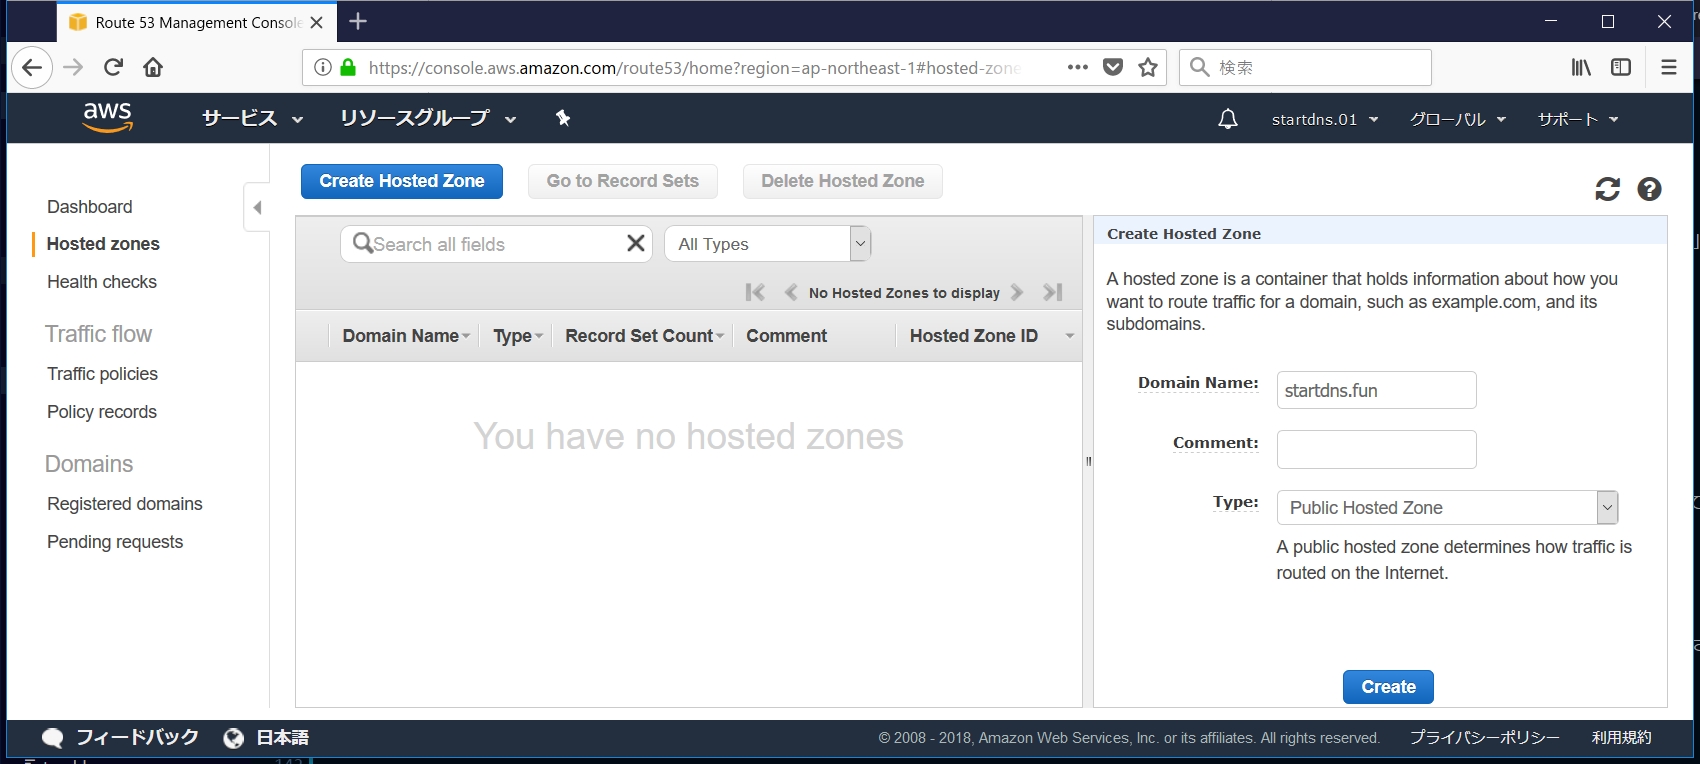 Route 53 Management Console
https://console.aws.amazon.com/route53/home?region=ap-northeast-1#hosted-zone
検索
aws
サービス
リソースグループ
startdns.01
グローバル
サポート
Dashboard
Hosted zones
Health checks
Traffic flow
Traffic policies
Policy records
Domains
Registered domains
Pending requests
Create Hosted Zone
Go to Record Sets
Delete Hosted Zone
Search all fields
All Types
No Hosted Zones to display
Domain Name
Type
Record Set Count
Comment
Hosted Zone ID
You have no hosted zones
Create Hosted Zone
A hosted zone is a container that holds information about how you
want to route traffic for a domain, such as example.com, and its
subdomains.
Domain Name:
startdns.fun
Comment:
Type:
Public Hosted Zone
A public hosted zone determines how traffic is
routed on the Internet.
Create
フィードバック
日本語
© 2008 - 2018, Amazon Web Services, Inc. or its affiliates. All rights reserved.
プライバシーポリシー
利用規約